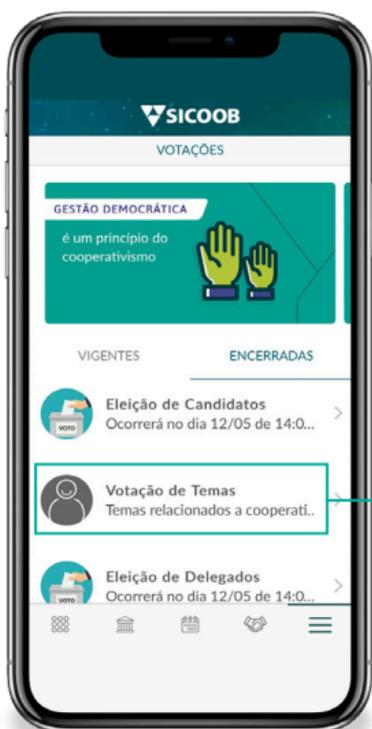 SICOOB
VOTAÇÕES
GESTÃO DEMOCRÁTICA
é um princípio do
cooperativismo
VIGENTES ENCERRADAS
VOTO
Eleição de Candidatos
Ocorrerá no dia 12/05 de 14:0...
Votação de Temas
Temas relacionados a cooperati..
VOTO
Eleição de Delegados
Ocorrerá no dia 12/05 de 14:0...